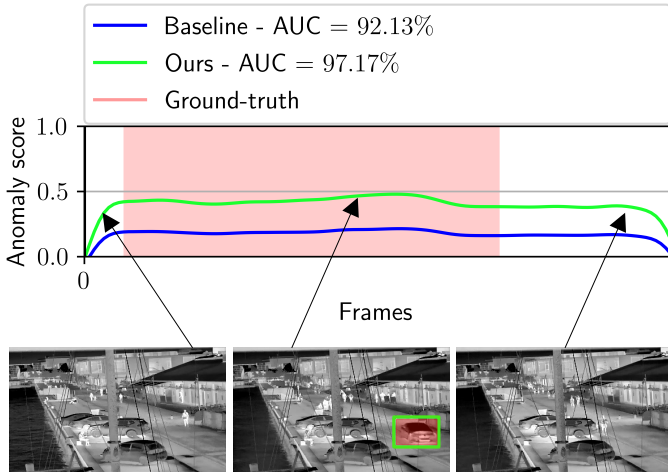 Baseline - AUC = 92.13%
Ours - AUC = 97.17%
Ground-truth
1.0
0.5
0.0
Anomaly score
0
Frames